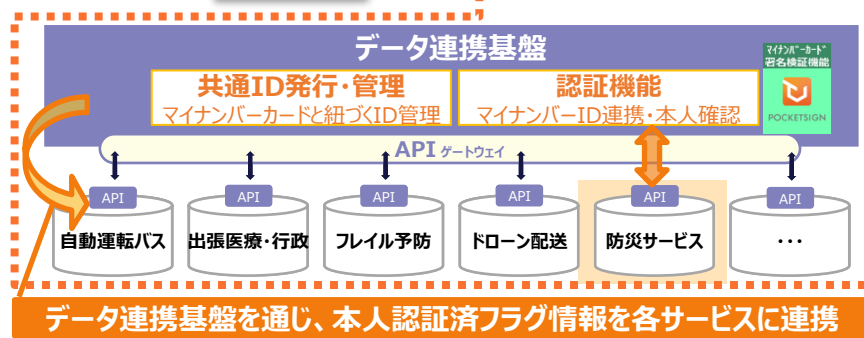 データ連携基盤
マイナンバーカード
署名検証機能
共通ID発行・管理
マイナンバーカードと紐づくID管理
認証機能
マイナンバーID連携・本人確認
POCKETSIGN
API ゲートウェイ
API
API
API
API
API
API
自動運転バス
出張医療・行政
フレイル予防
ドローン配送
防災サービス
・・・
データ連携基盤を通じ、本人認証済フラグ情報を各サービスに連携